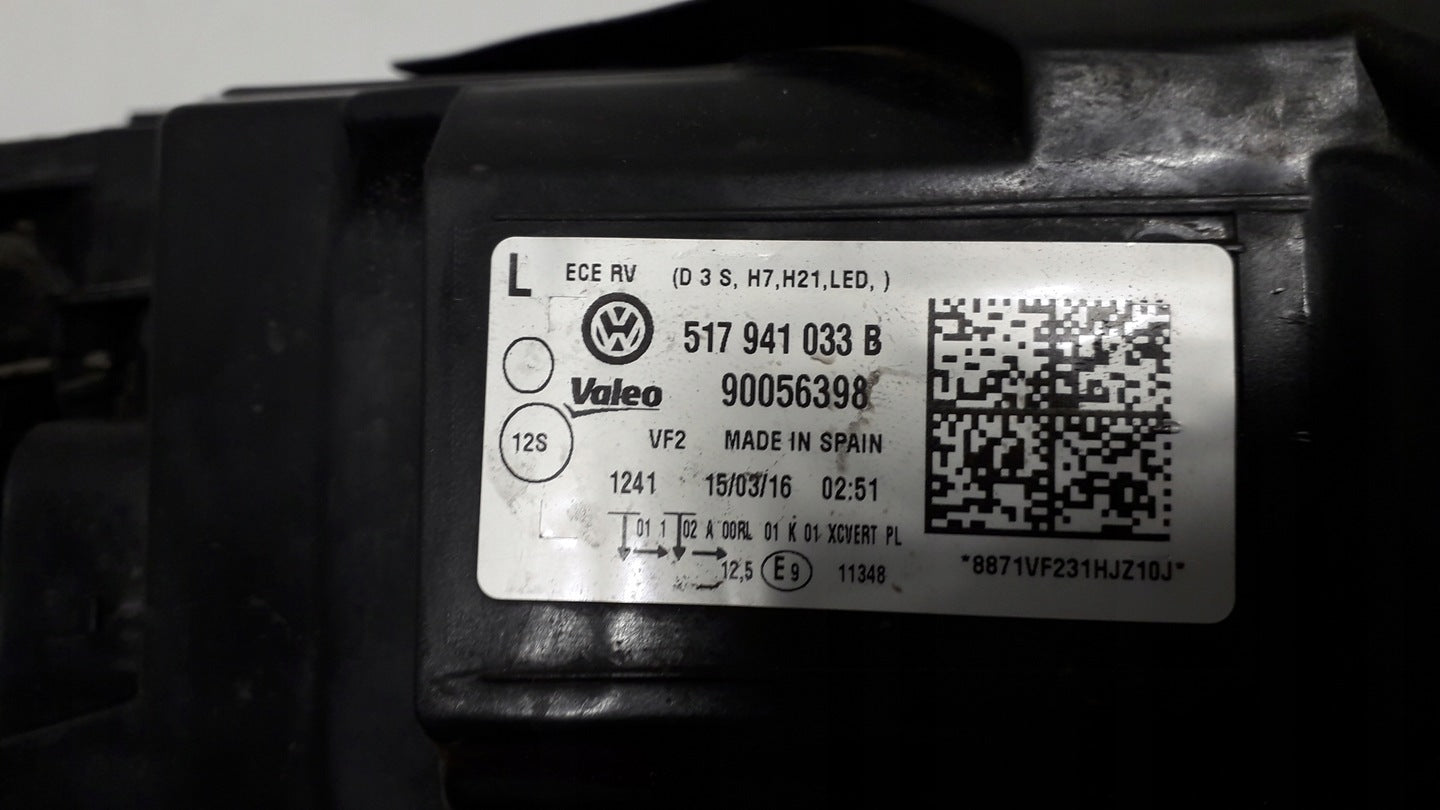 L ECE RV (D 3 S, H7,H21,LED, )
517 941 033 B
Valeo 90056398
12S VF2 MADE IN SPAIN
1241 15/03/16 02:51
01 1 02 A 00RL 01 K 01 XCVERT PL
12,5 E9 11348 *8871VF231HJZ10J*